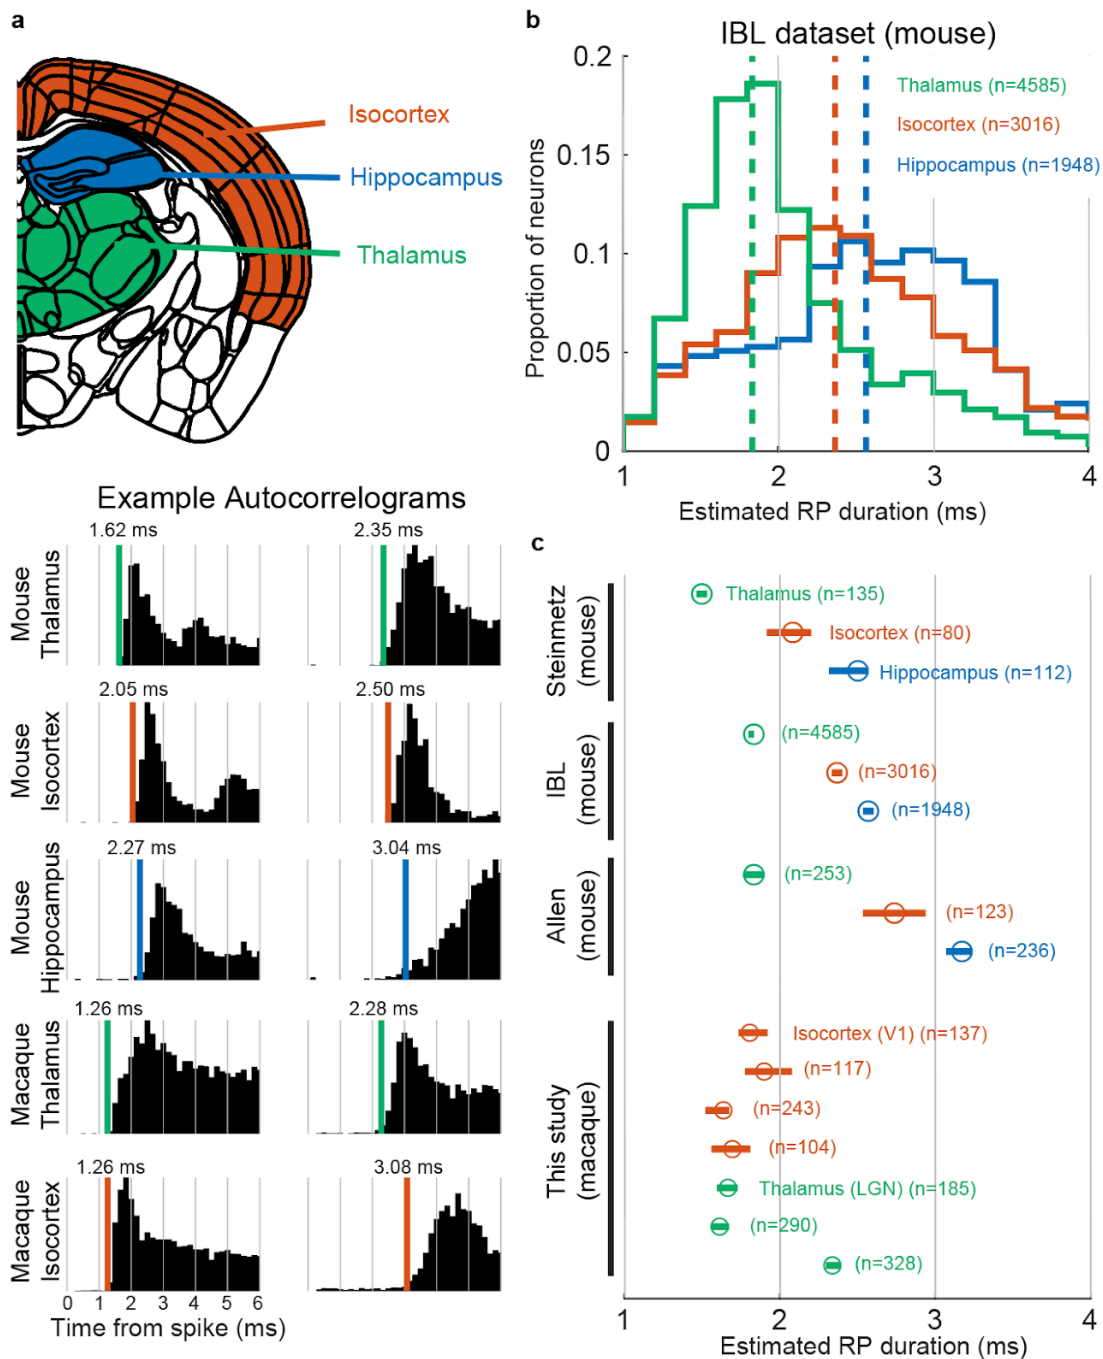 a
Isocortex
Hippocampus
Thalamus
Example Autocorrelograms
Mouse
Thalamus
1.62 ms
2.35 ms
Mouse
Isocortex
2.05 ms
2.50 ms
Mouse
Hippocampus
2.27 ms
3.04 ms
Macaque
Thalamus
1.26 ms
2.28 ms
Macaque
Isocortex
1.26 ms
3.08 ms
0 1 2 3 4 5 6
Time from spike (ms)
b
IBL dataset (mouse)
Thalamus (n=4585)
Isocortex (n=3016)
Hippocampus (n=1948)
Proportion of neurons
0.2
0.15
0.1
0.05
0
1 2 3 4
Estimated RP duration (ms)
c
Steinmetz
(mouse)
Thalamus (n=135)
Isocortex (n=80)
Hippocampus (n=112)
IBL
(mouse)
(n=4585)
(n=3016)
(n=1948)
Allen
(mouse)
(n=253)
(n=123)
(n=236)
This study
(macaque)
Isocortex (V1) (n=137)
(n=117)
(n=243)
(n=104)
Thalamus (LGN) (n=185)
(n=290)
(n=328)
1 2 3 4
Estimated RP duration (ms)